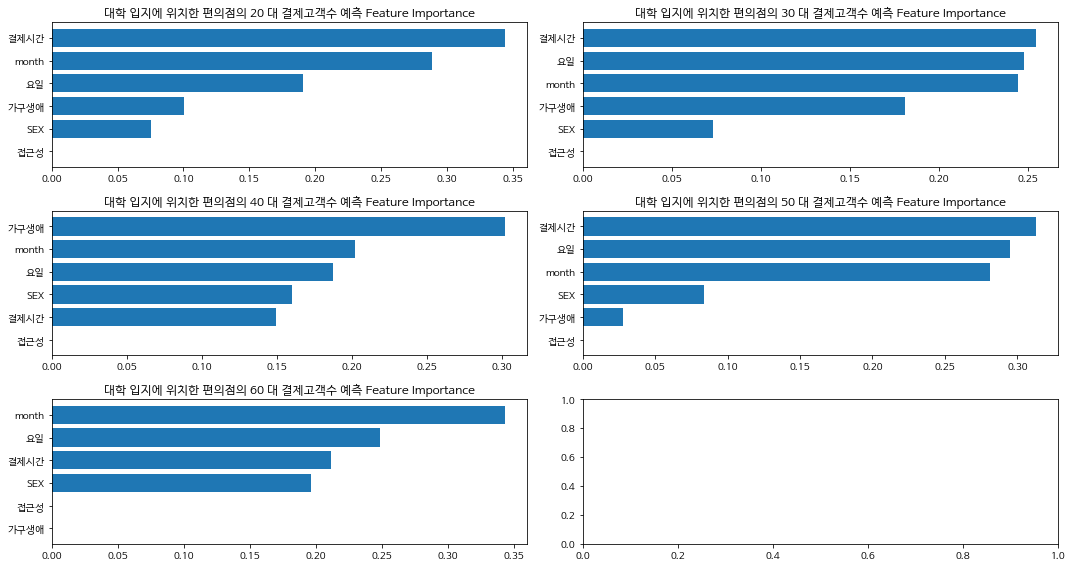 대학 입지에 위치한 편의점의 20 대 결제고객수 예측 Feature Importance
결제시간
month
요일
가구생애
SEX
접근성
0.00 0.05 0.10 0.15 0.20 0.25 0.30 0.35
대학 입지에 위치한 편의점의 30 대 결제고객수 예측 Feature Importance
결제시간
요일
month
가구생애
SEX
접근성
0.00 0.05 0.10 0.15 0.20 0.25
대학 입지에 위치한 편의점의 40 대 결제고객수 예측 Feature Importance
가구생애
month
요일
SEX
결제시간
접근성
0.00 0.05 0.10 0.15 0.20 0.25 0.30
대학 입지에 위치한 편의점의 50 대 결제고객수 예측 Feature Importance
결제시간
요일
month
SEX
가구생애
접근성
0.00 0.05 0.10 0.15 0.20 0.25 0.30
대학 입지에 위치한 편의점의 60 대 결제고객수 예측 Feature Importance
month
요일
결제시간
SEX
접근성
가구생애
0.00 0.05 0.10 0.15 0.20 0.25 0.30 0.35
1.0
0.8
0.6
0.4
0.2
0.0
0.0 0.2 0.4 0.6 0.8 1.0